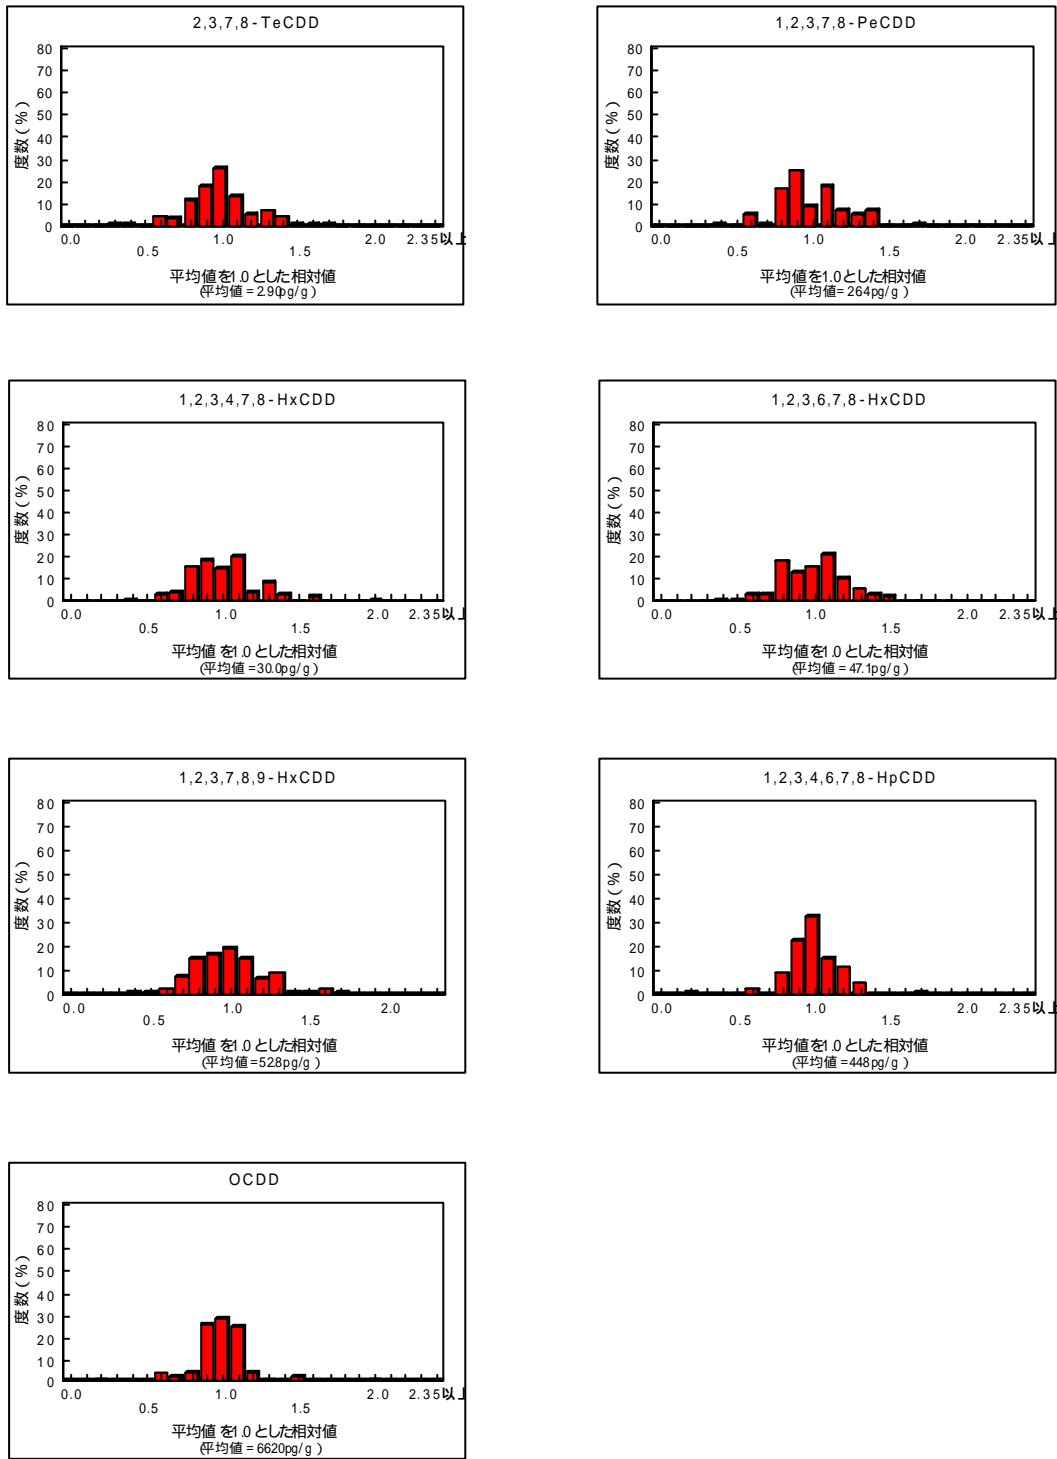 2,3,7,8-TeCDD
度数(%)
80
70
60
50
40
30
20
10
0
0.0
1.0
2.0
2.35以上
0.5
1.5
平均値を1.0とした相対値
(平均値=2.90pg/g)
1,2,3,7,8-PeCDD
度数(%)
80
70
60
50
40
30
20
10
0
0.0
1.0
2.0
2.35以上
0.5
1.5
平均値を1.0とした相対値
(平均値=264pg/g)
1,2,3,4,7,8-HxCDD
度数(%)
80
70
60
50
40
30
20
10
0
0.0
1.0
2.0
2.35以上
0.5
1.5
平均値を1.0とした相対値
(平均値=30.0pg/g)
1,2,3,6,7,8-HxCDD
度数(%)
80
70
60
50
40
30
20
10
0
0.0
1.0
2.0
2.35以上
0.5
1.5
平均値を1.0とした相対値
(平均値=47.1pg/g)
1,2,3,7,8,9-HxCDD
度数(%)
80
70
60
50
40
30
20
10
0
0.0
1.0
2.0
0.5
1.5
平均値を1.0とした相対値
(平均値=528pg/g)
1,2,3,4,6,7,8-HpCDD
度数(%)
80
70
60
50
40
30
20
10
0
0.0
1.0
2.0
2.35以上
0.5
1.5
平均値を1.0とした相対値
(平均値=448pg/g)
OCDD
度数(%)
80
70
60
50
40
30
20
10
0
0.0
1.0
2.0
2.35以上
0.5
1.5
平均値を1.0とした相対値
(平均値=6620pg/g)